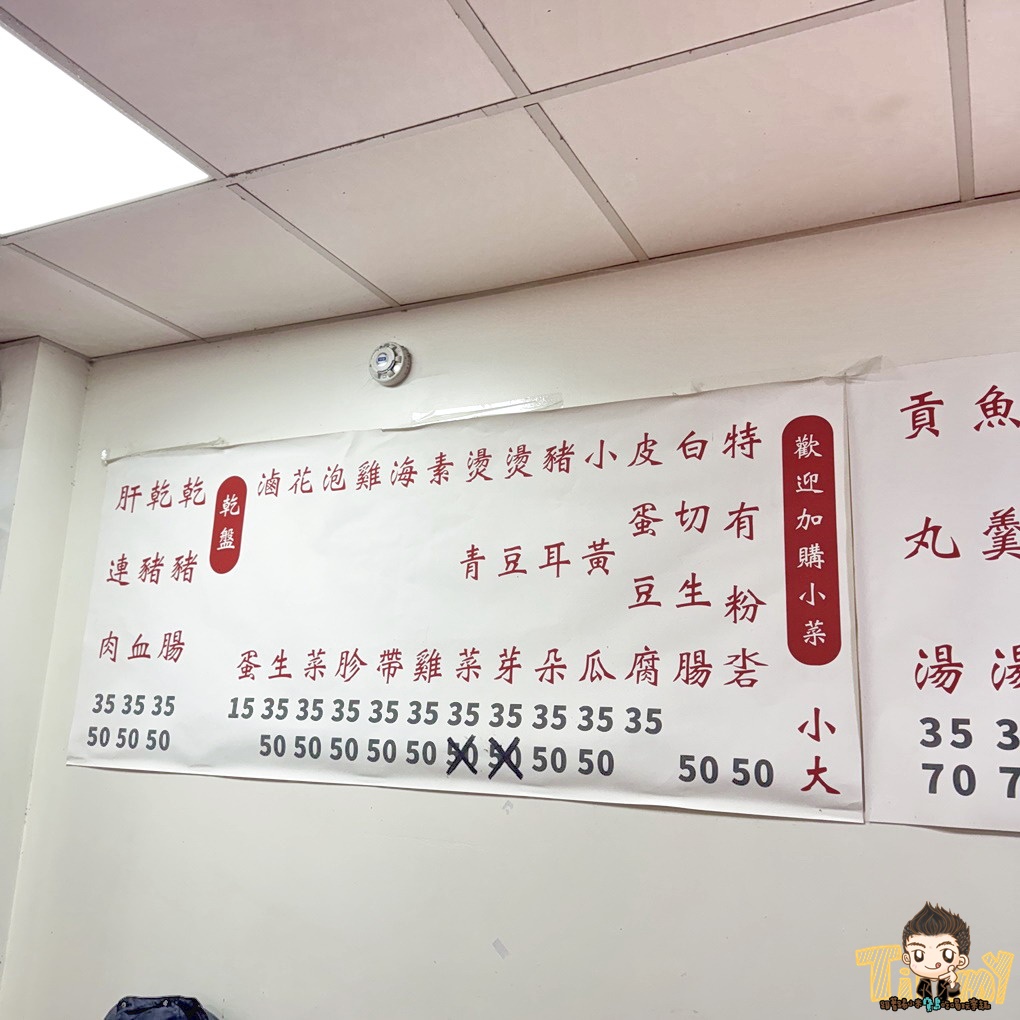 魚羹湯
貢丸湯 35 70
歡迎加購小菜
小 大
特有粉 50
白切生腸 50
皮蛋豆腐 35
小黃瓜 35 50
豬耳朵 35 50
燙豆芽 35 50
燙青菜 35 50
素雞 35 50
海帶 35 50
雞胗 35 50
泡菜 35 50
花生 35 50
滷蛋 15
乾盤
乾豬腸 35 50
乾豬血 35 50
肝連肉 35 50